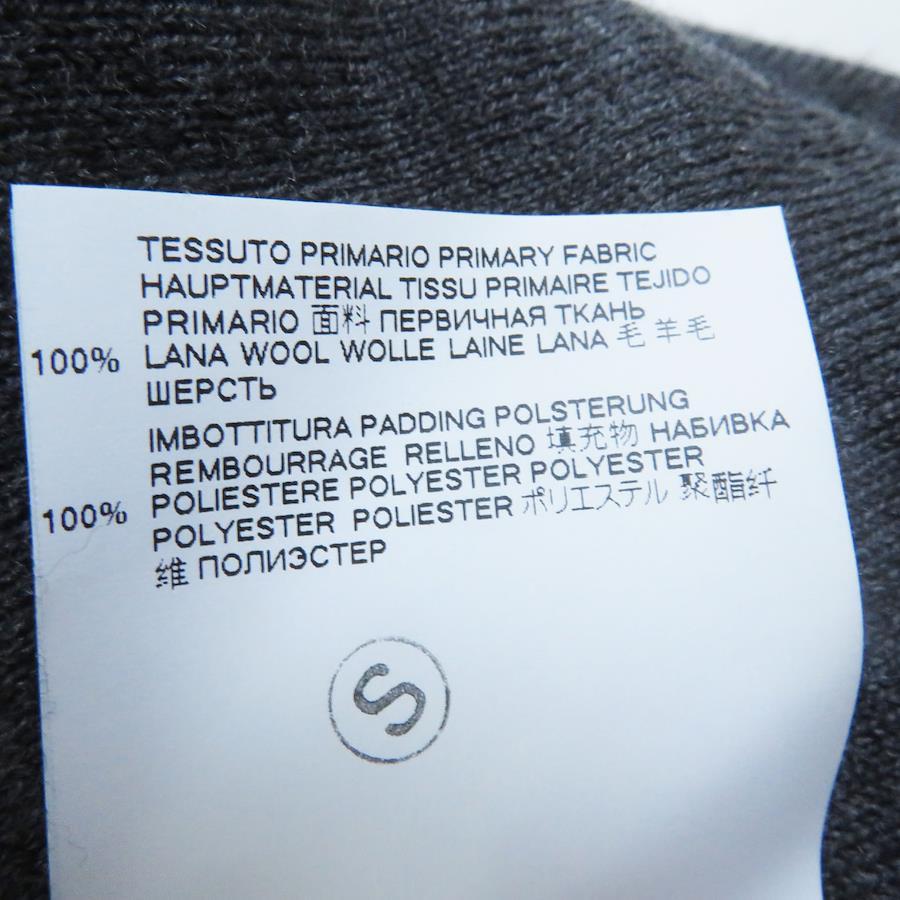 TESSUTO PRIMARIO PRIMARY FABRIC
HAUPTMATERIAL TISSU PRIMAIRE TEJIDO
PRIMARIO 面料 ПЕРВИЧНАЯ ТКАНЬ
100% LANA WOOL WOLLE LAINE LANA 毛 羊毛
ШЕРСТЬ
IMBOTTITURA PADDING POLSTERUNG
REMBOURRAGE RELLENO 填充物 НАБИВКА
100% POLIESTERE POLYESTER POLYESTER
POLYESTER POLIESTER ポリエステル 聚酯纤
维 ПОЛИЭСТЕР
S